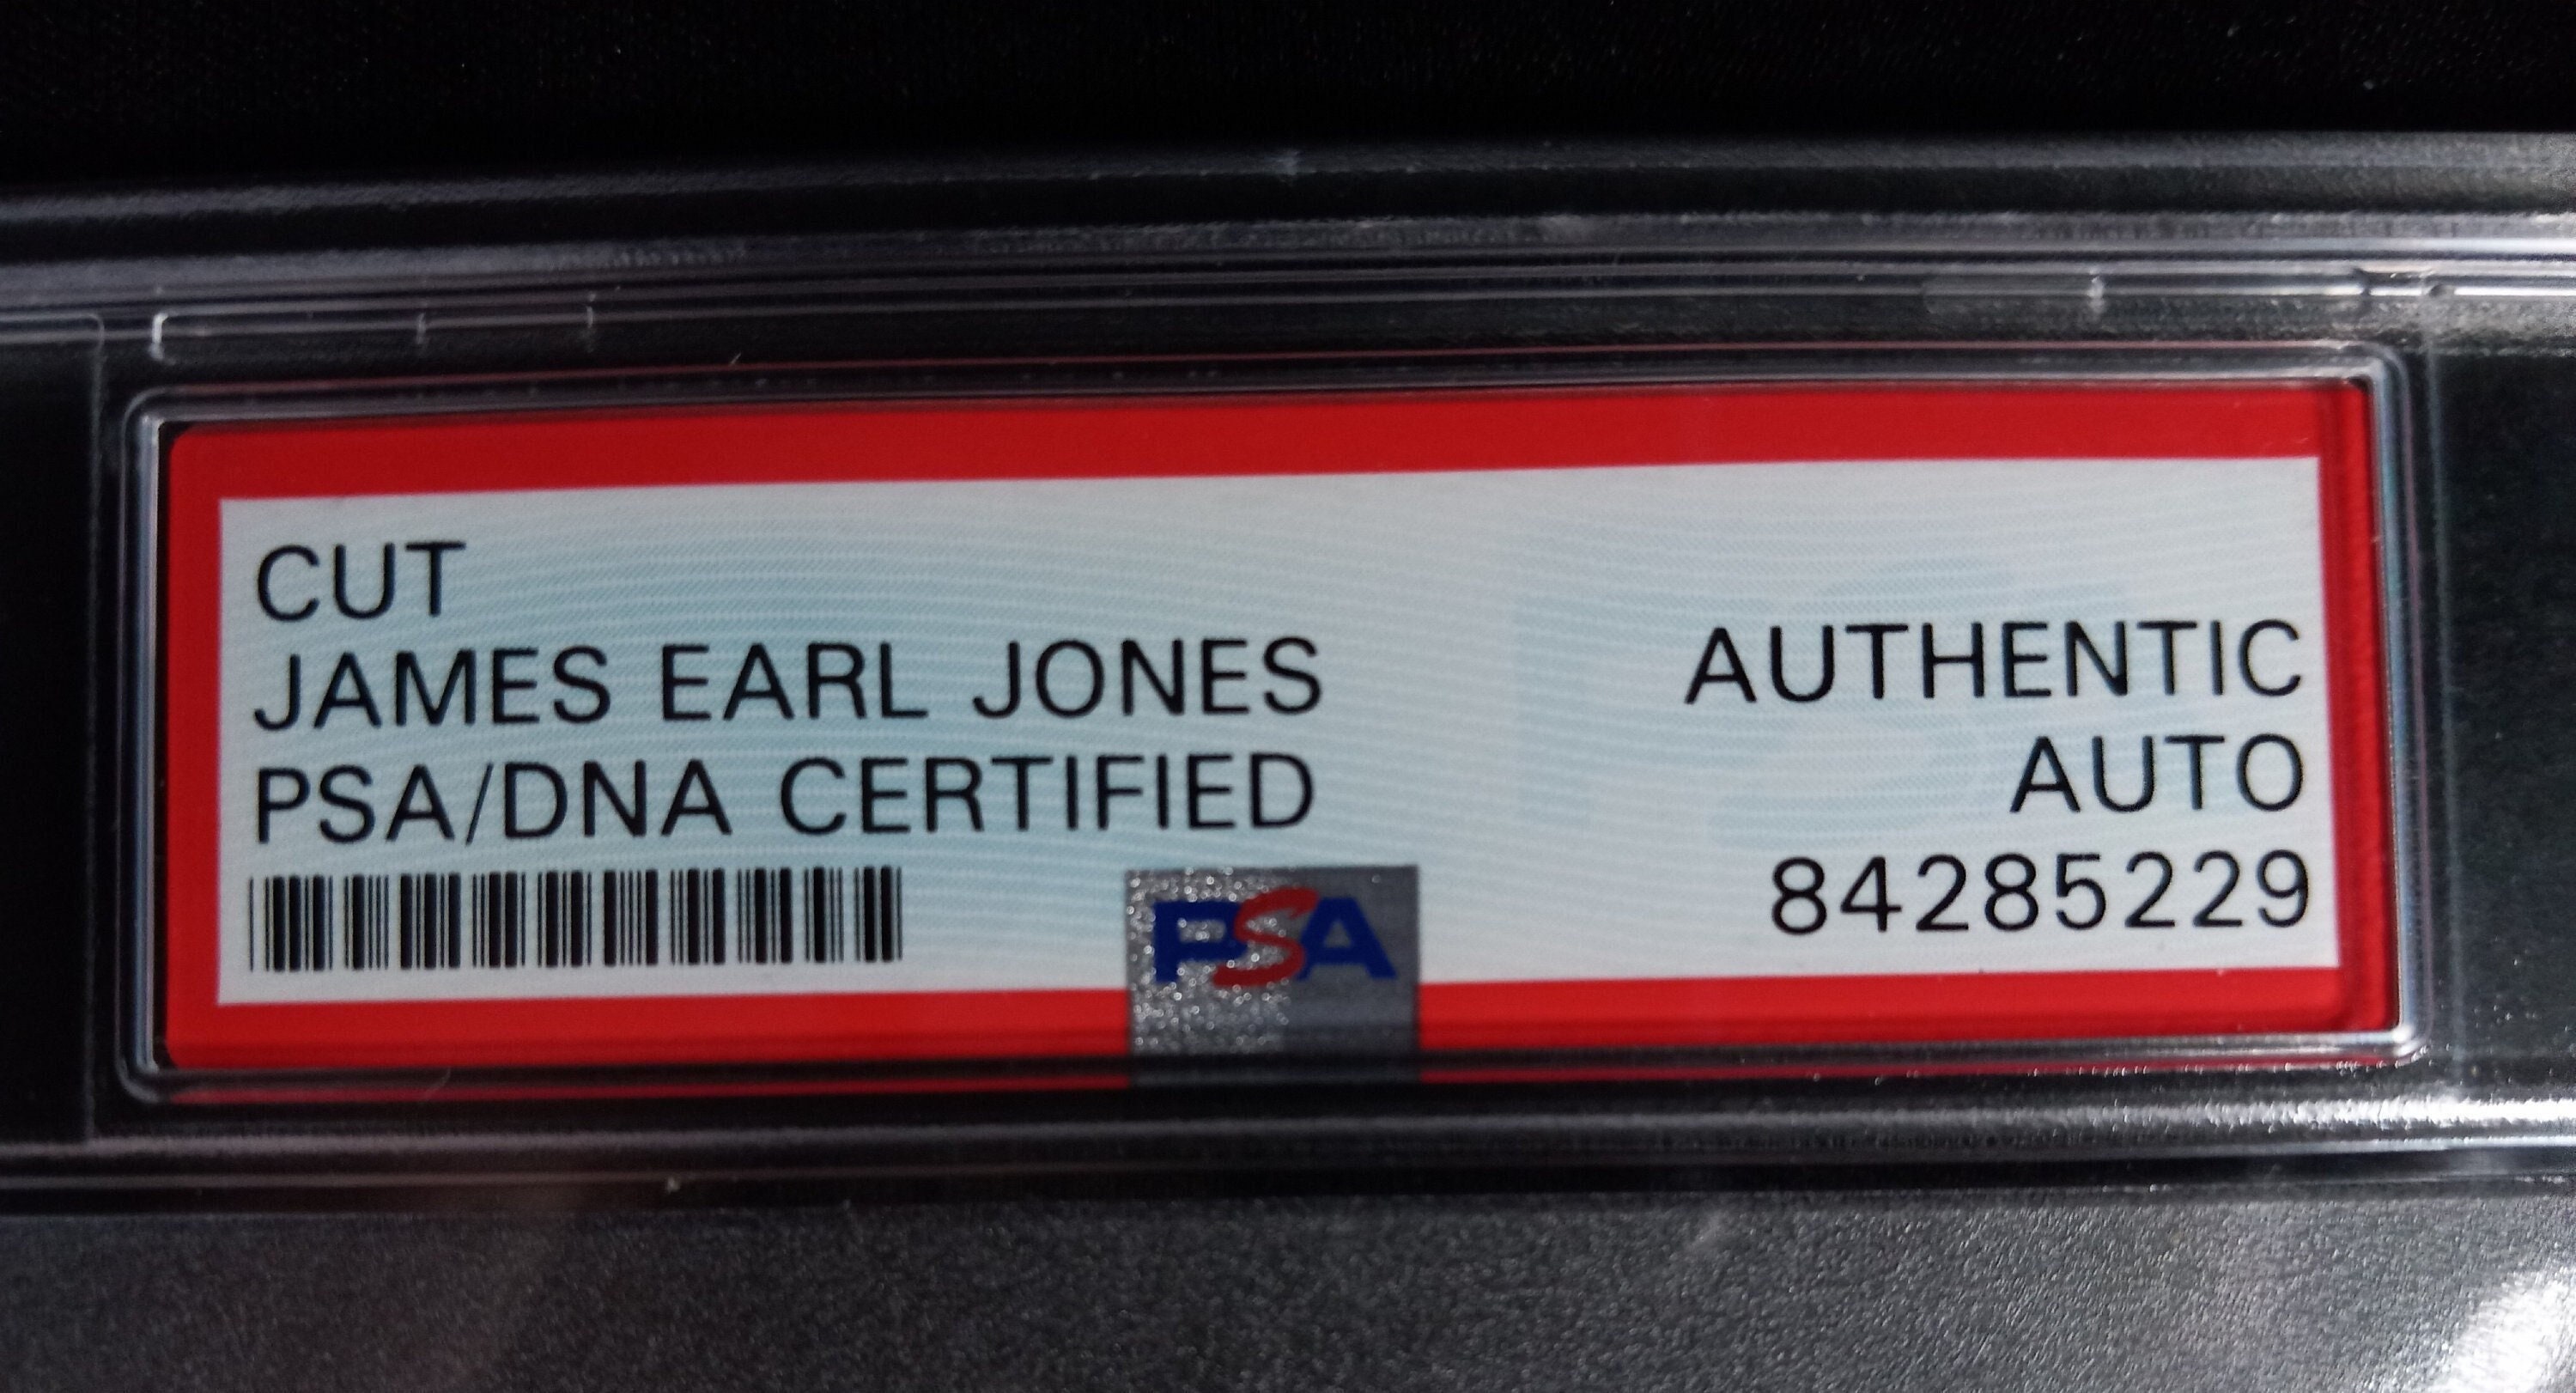 CUT
JAMES EARL JONES
PSA/DNA CERTIFIED
AUTHENTIC
AUTO
84285229
PSA